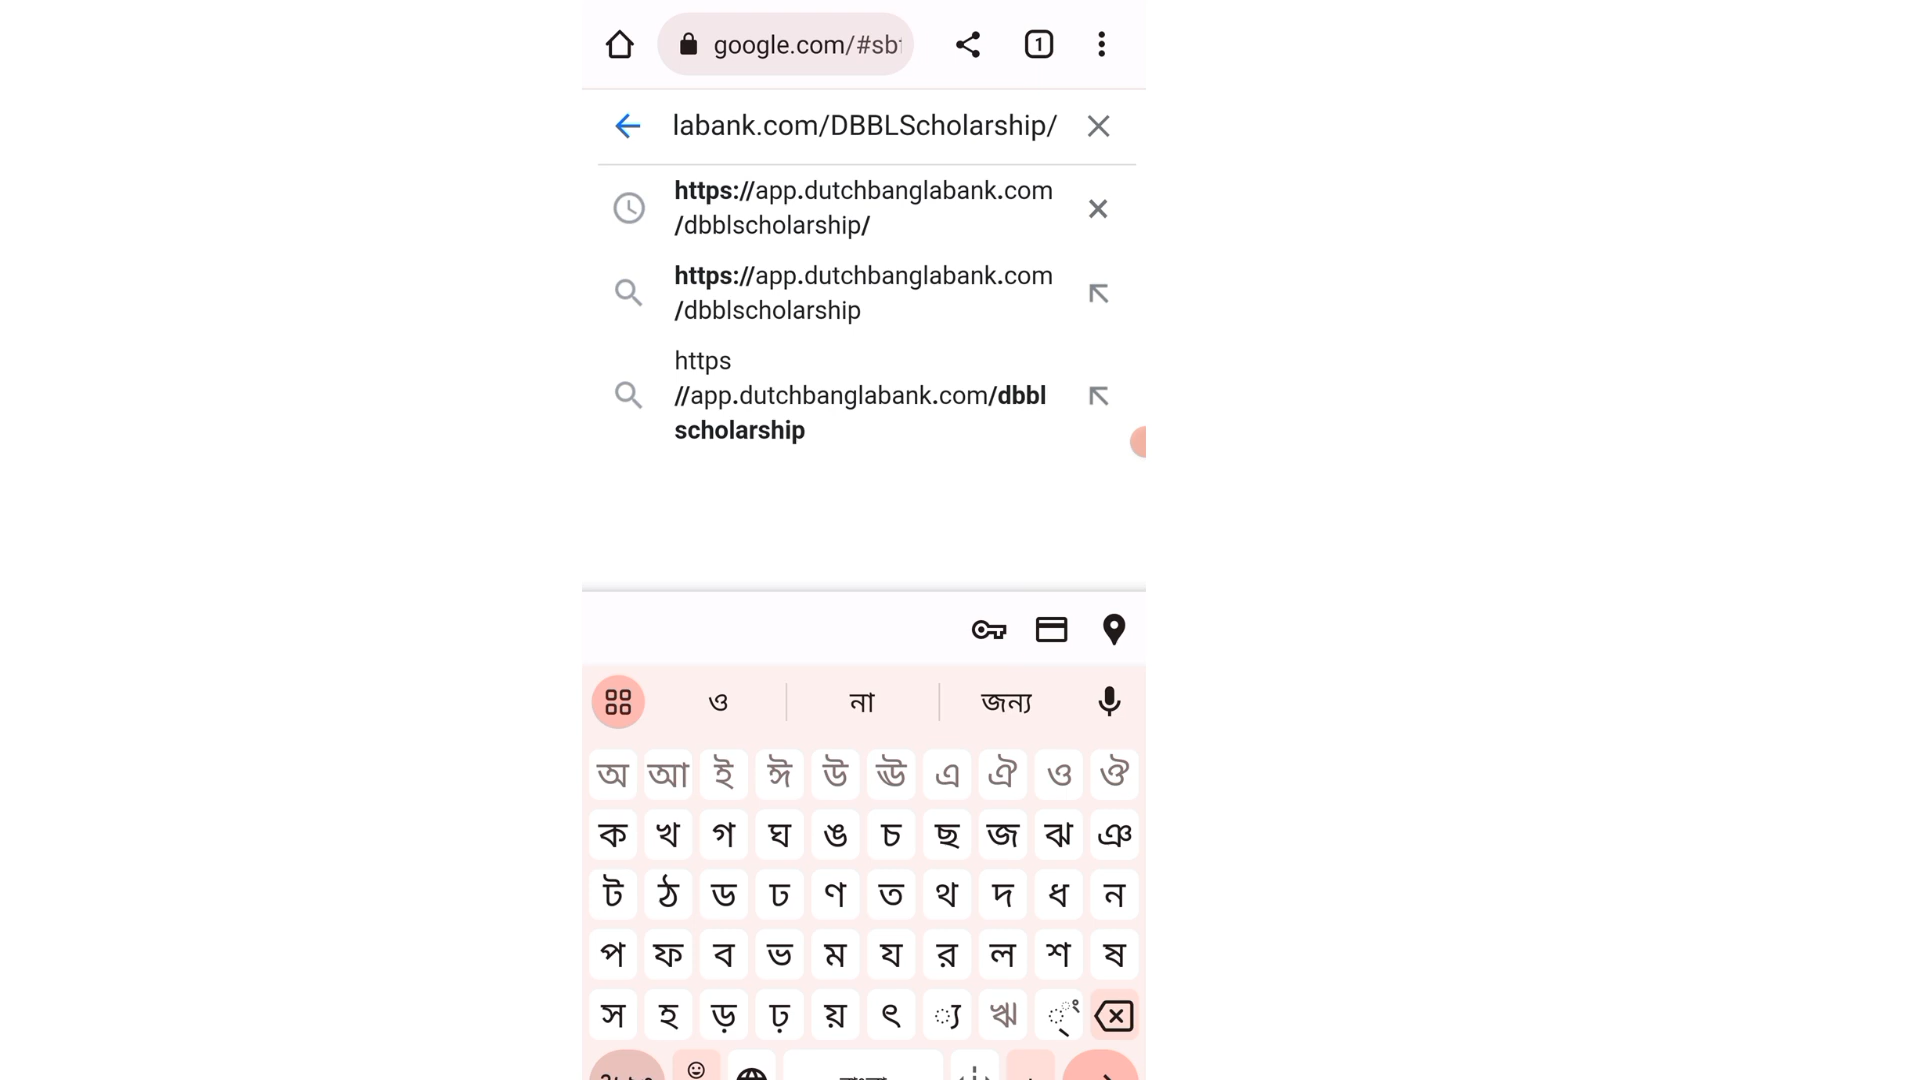 google.com/#sb
1
labank.com/DBBLScholarship/
https://app.dutchbanglabank.com
/dbblscholarship/
https://app.dutchbanglabank.com
/dbblscholarship
https
//app.dutchbanglabank.com/dbbl
scholarship
ও না জন্য
অ আ ই ঈ উ ঊ এ ঐ ও ঔ
ক খ গ ঘ ঙ চ ছ জ ঝ ঞ
ট ঠ ড ঢ ণ ত থ দ ধ ন
প ফ ব ভ ম য র ল শ ষ
স হ ড় ঢ় য় ৎ ্য ঋ